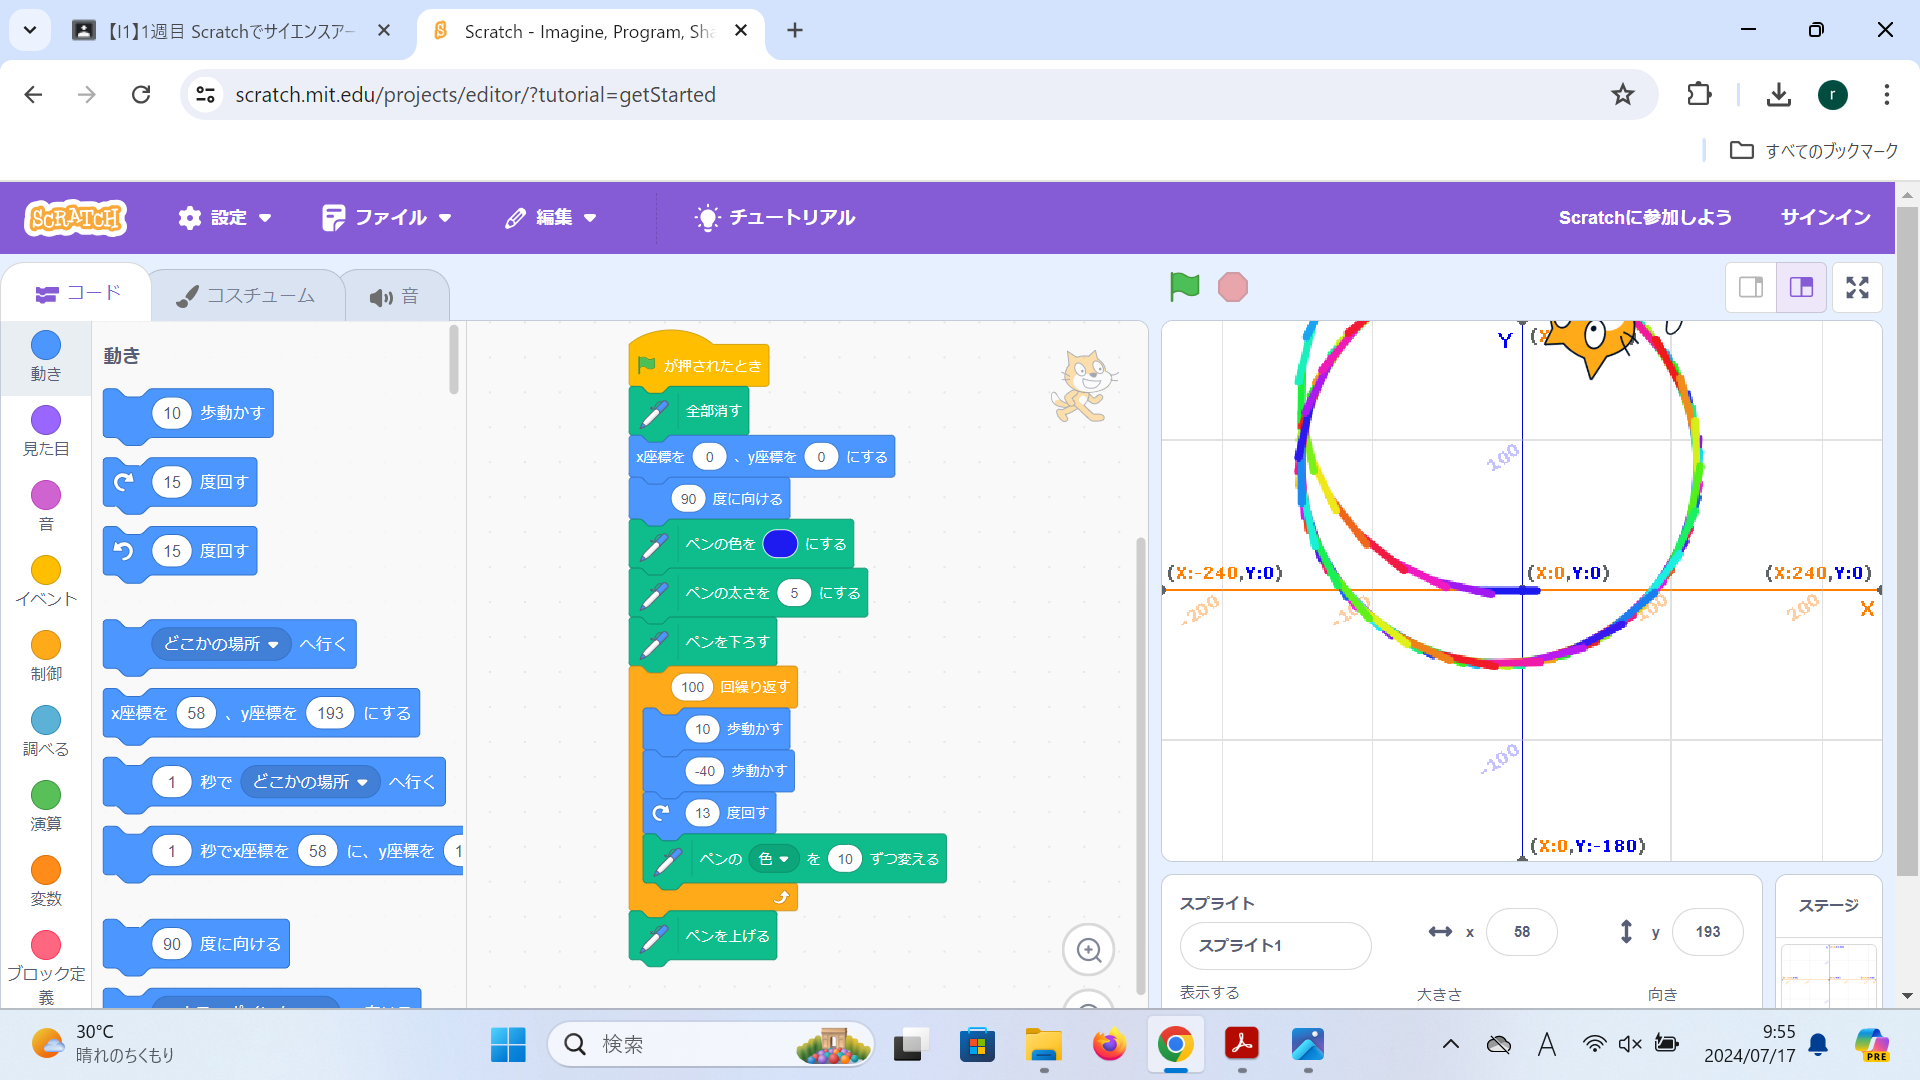 【I1】1週目 Scratchでサイエンスアー
Scratch - Imagine, Program, Sha
scratch.mit.edu/projects/editor/?tutorial=getStarted
r
すべてのブックマーク
SCRATCH
設定
ファイル
編集
チュートリアル
Scratchに参加しよう
サインイン
コード
コスチューム
音
動き
見た目
音
イベント
制御
調べる
演算
変数
ブロック定
義
動き
10 歩動かす
15 度回す
15 度回す
どこかの場所 へ行く
x座標を 58 、y座標を 193 にする
1 秒で どこかの場所 へ行く
1 秒でx座標を 58 に、y座標を 1
90 度に向ける
が押されたとき
全部消す
x座標を 0 、y座標を 0 にする
90 度に向ける
ペンの色を にする
ペンの太さを 5 にする
ペンを下ろす
100 回繰り返す
10 歩動かす
-40 歩動かす
13 度回す
ペンの 色 を 10 ずつ変える
ペンを上げる
Y
100
(X:-240,Y:0)
(X:0,Y:0)
(X:240,Y:0)
-200
-100
100
200
X
-100
(X:0,Y:-180)
スプライト
スプライト1
x 58
y 193
表示する
大きさ
向き
ステージ
30°C
晴れのちくもり
検索
A
9:55
2024/07/17
PRE